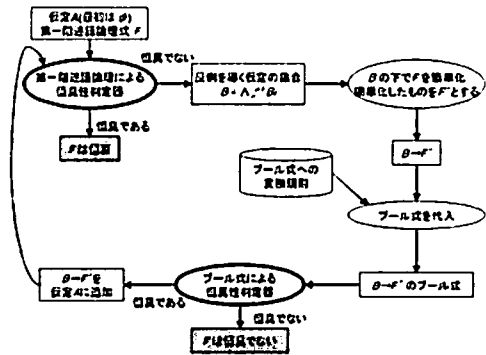 仮定A(最初はφ)
第一階述語論理式 F
第一階述語論理による
恒真性判定器
恒真でない
反例を導く仮定の集合
Bの下でFを簡単化
簡単化したものをF'とする
恒真である
Fは恒真
B→F'
ブール式への
変換規則
ブール式を代入
B→F'のブール式
ブール式による
恒真性判定器
恒真である
B→F'を
仮定Aに追加
恒真でない
Fは恒真でない